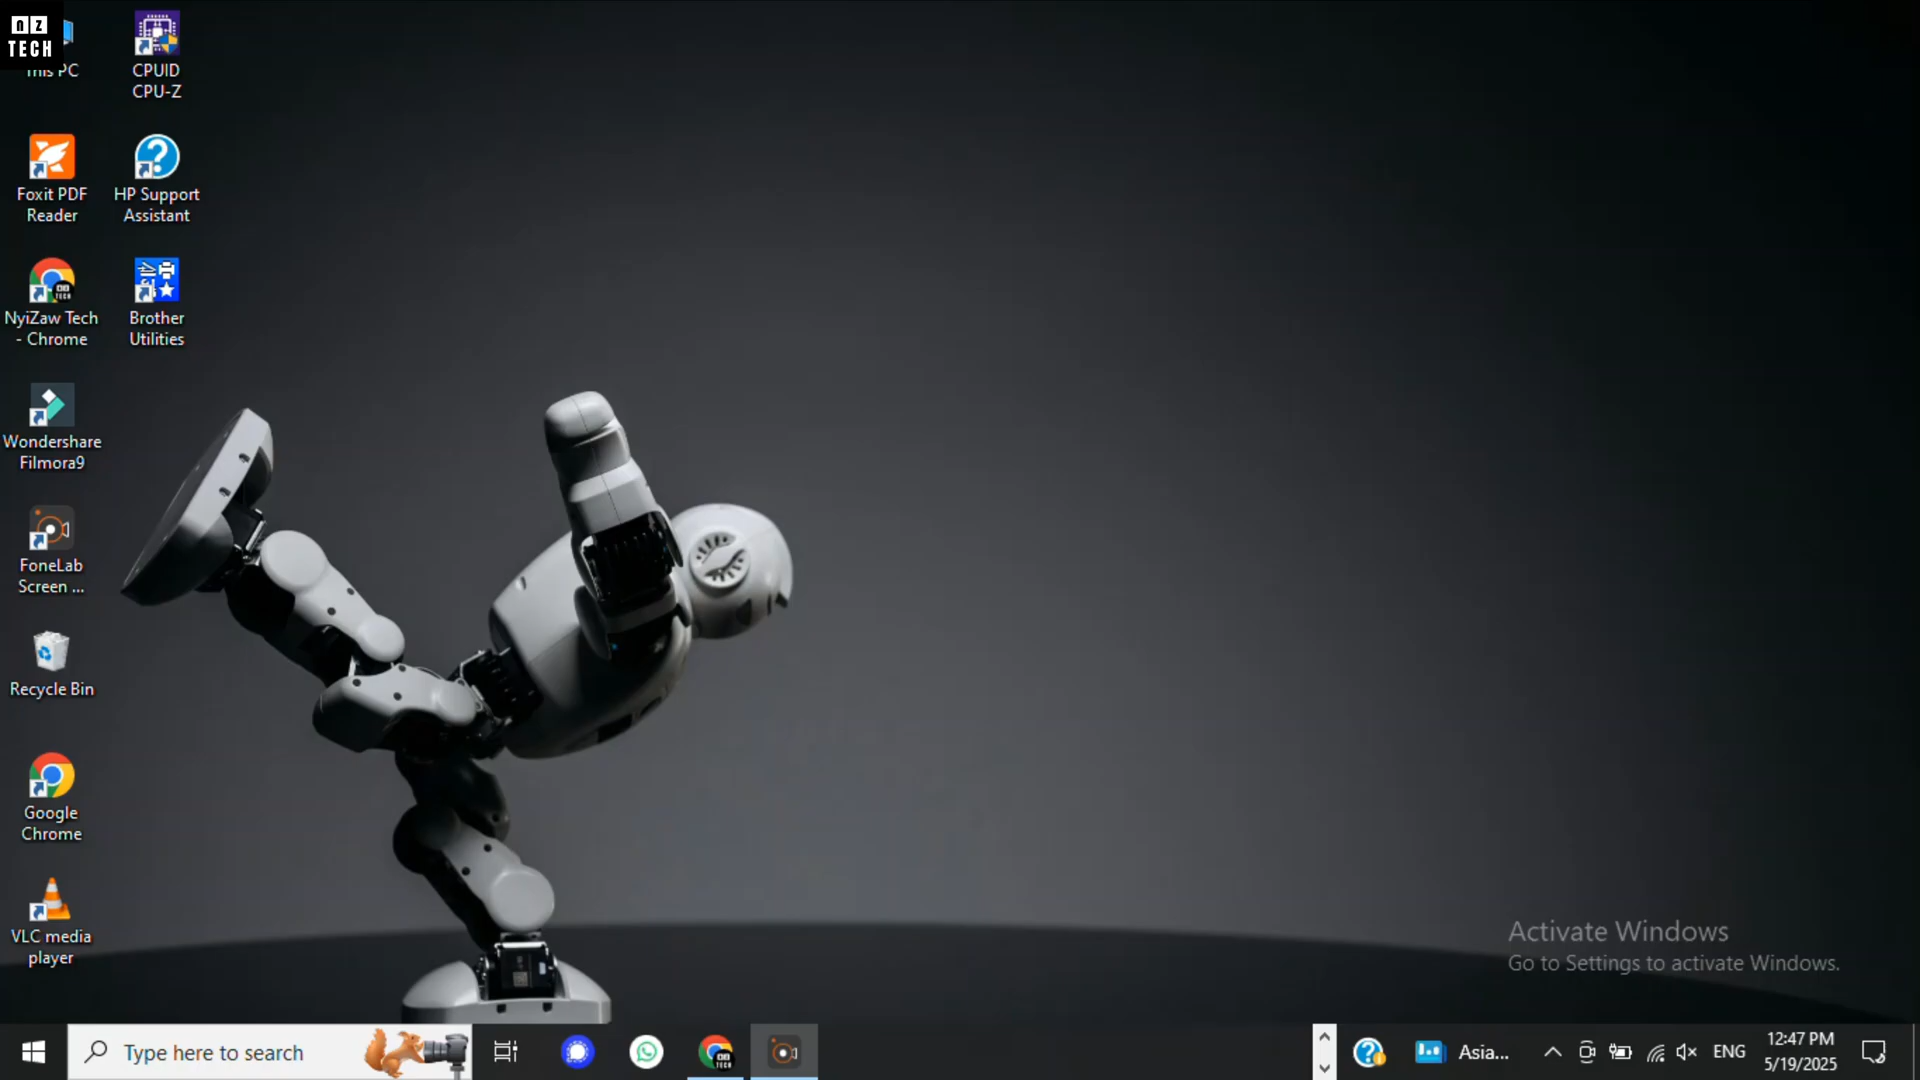 NZ
TECH
This PC
CPUID
CPU-Z
Foxit PDF
Reader
HP Support
Assistant
NyiZaw Tech
- Chrome
Brother
Utilities
Wondershare
Filmora9
FoneLab
Screen ...
Recycle Bin
Google
Chrome
VLC media
player
Activate Windows
Go to Settings to activate Windows.
Type here to search
Asia...
ENG
12:47 PM
5/19/2025